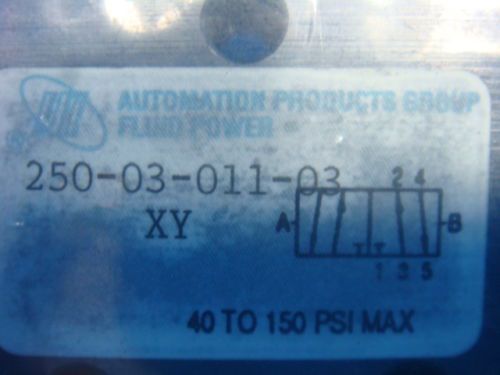 AUTOMATION PRODUCTS GROUP
FLUID POWER
250-03-011-03
XY
2 4
A B
1 3 5
40 TO 150 PSI MAX